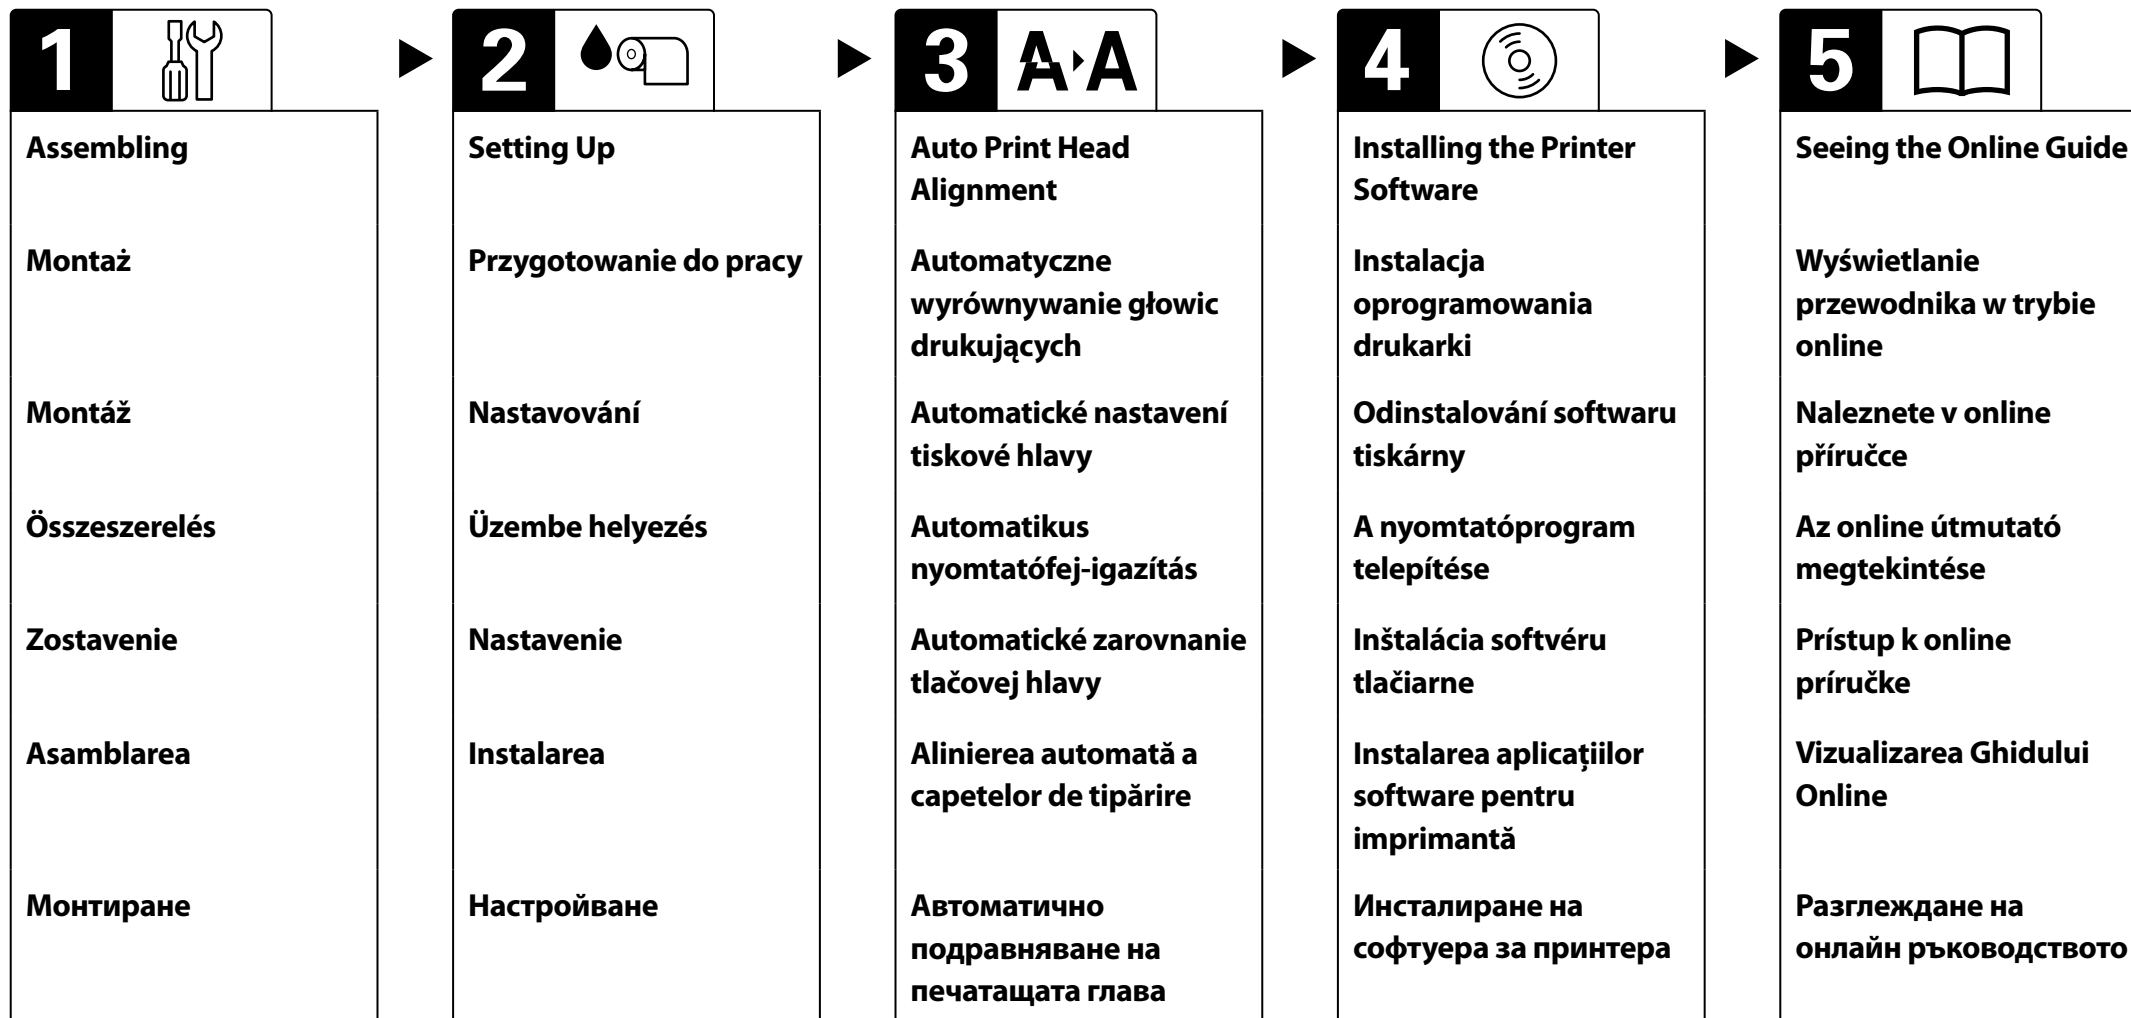 1
Assembling
Montaż
Montáž
Összeszerelés
Zostavenie
Asamblarea
Монтиране
2
Setting Up
Przygotowanie do pracy
Nastavování
Üzembe helyezés
Nastavenie
Instalarea
Настройване
3 A A
Auto Print Head
Alignment
Automatyczne
wyrównywanie głowic
drukujących
Automatické nastavení
tiskové hlavy
Automatikus
nyomtatófej-igazítás
Automatické zarovnanie
tlačovej hlavy
Alinierea automată a
capetelor de tipărire
Автоматично
подравняване на
печатащата глава
4
Installing the Printer
Software
Instalacja
oprogramowania
drukarki
Odinstalování softwaru
tiskárny
A nyomtatóprogram
telepítése
Inštalácia softvéru
tlačiarne
Instalarea aplicațiilor
software pentru
imprimantă
Инсталиране на
софтуера за принтера
5
Seeing the Online Guide
Wyświetlanie
przewodnika w trybie
online
Naleznete v online
příručce
Az online útmutató
megtekintése
Prístup k online
príručke
Vizualizarea Ghidului
Online
Разглеждане на
онлайн ръководството